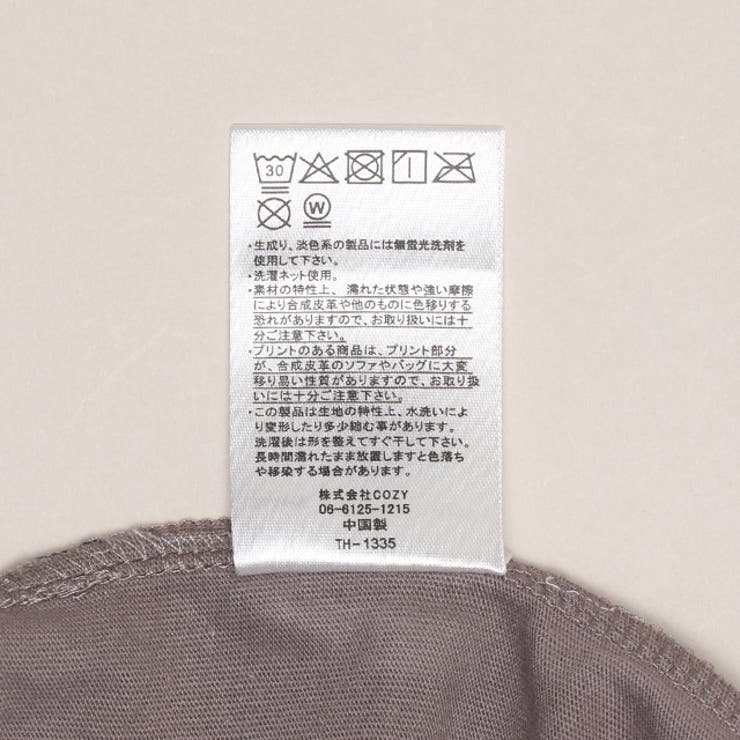 30
W
・生成り、淡色系の製品には無蛍光洗剤を
使用して下さい。
・洗濯ネット使用。
・素材の特性上、濡れた状態や強い摩擦
により合成皮革や他のものに色移りする
恐れがありますので、お取り扱いには十
分ご注意下さい。
・プリントのある商品は、プリント部分
が、合成皮革のソファやバッグに大変
移り易い性質がありますので、お取り扱
いには十分ご注意下さい。
・この製品は生地の特性上、水洗いによ
り変形したり多少縮む事があります。
洗濯後は形を整えてすぐ干して下さい。
長時間濡れたまま放置しますと色落ち
や移染する場合があります。
株式会社COZY
06-6125-1215
中国製
TH-1335